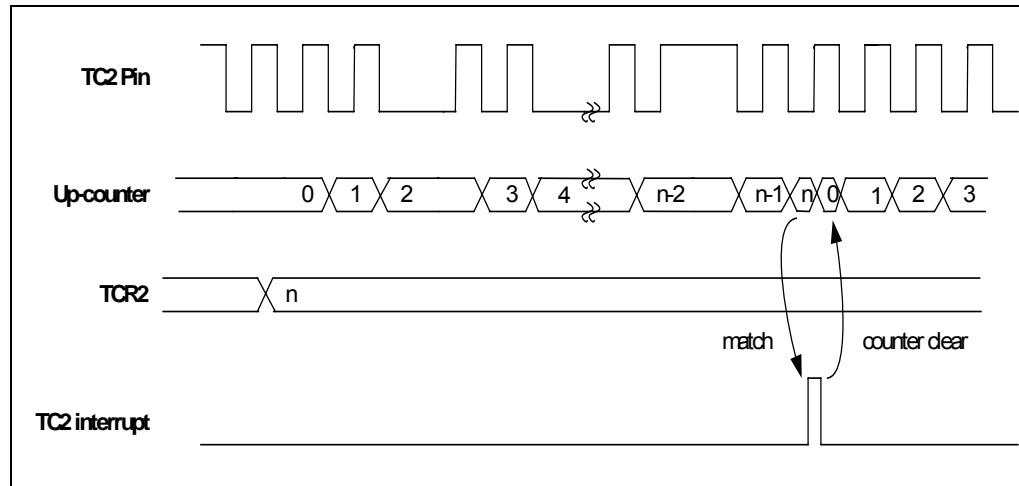 TC2 Pin
Up-counter 0 1 2 3 4 n-2 n-1 n 0 1 2 3
TCR2 n
match counter clear
TC2 interrupt